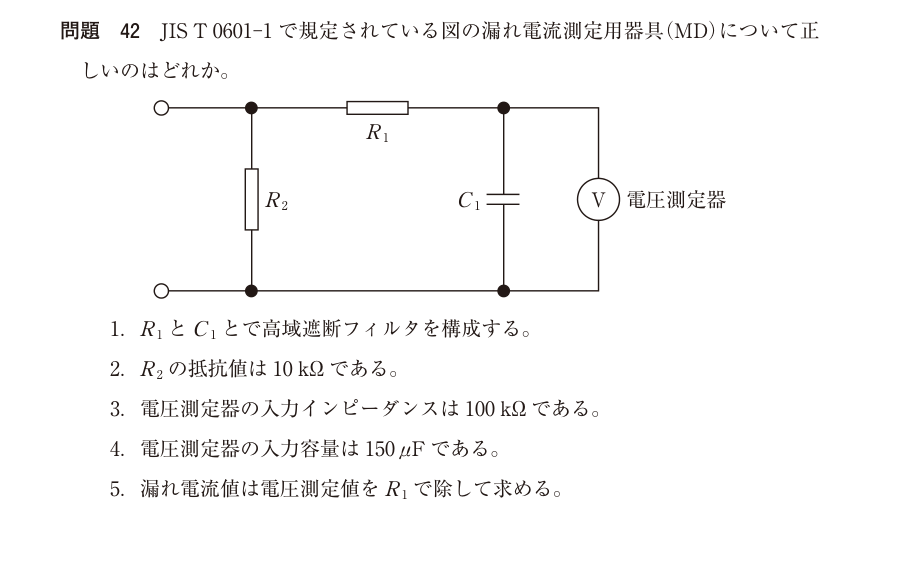 問題 42 JIS T 0601-1 で規定されている図の漏れ電流測定用器具(MD)について正
しいのはどれか。
R₁
R₂
C₁
V 電圧測定器
1. R₁ と C₁ とで高域遮断フィルタを構成する。
2. R₂ の抵抗値は 10 kΩ である。
3. 電圧測定器の入力インピーダンスは 100 kΩ である。
4. 電圧測定器の入力容量は 150 μF である。
5. 漏れ電流値は電圧測定値を R₁ で除して求める。